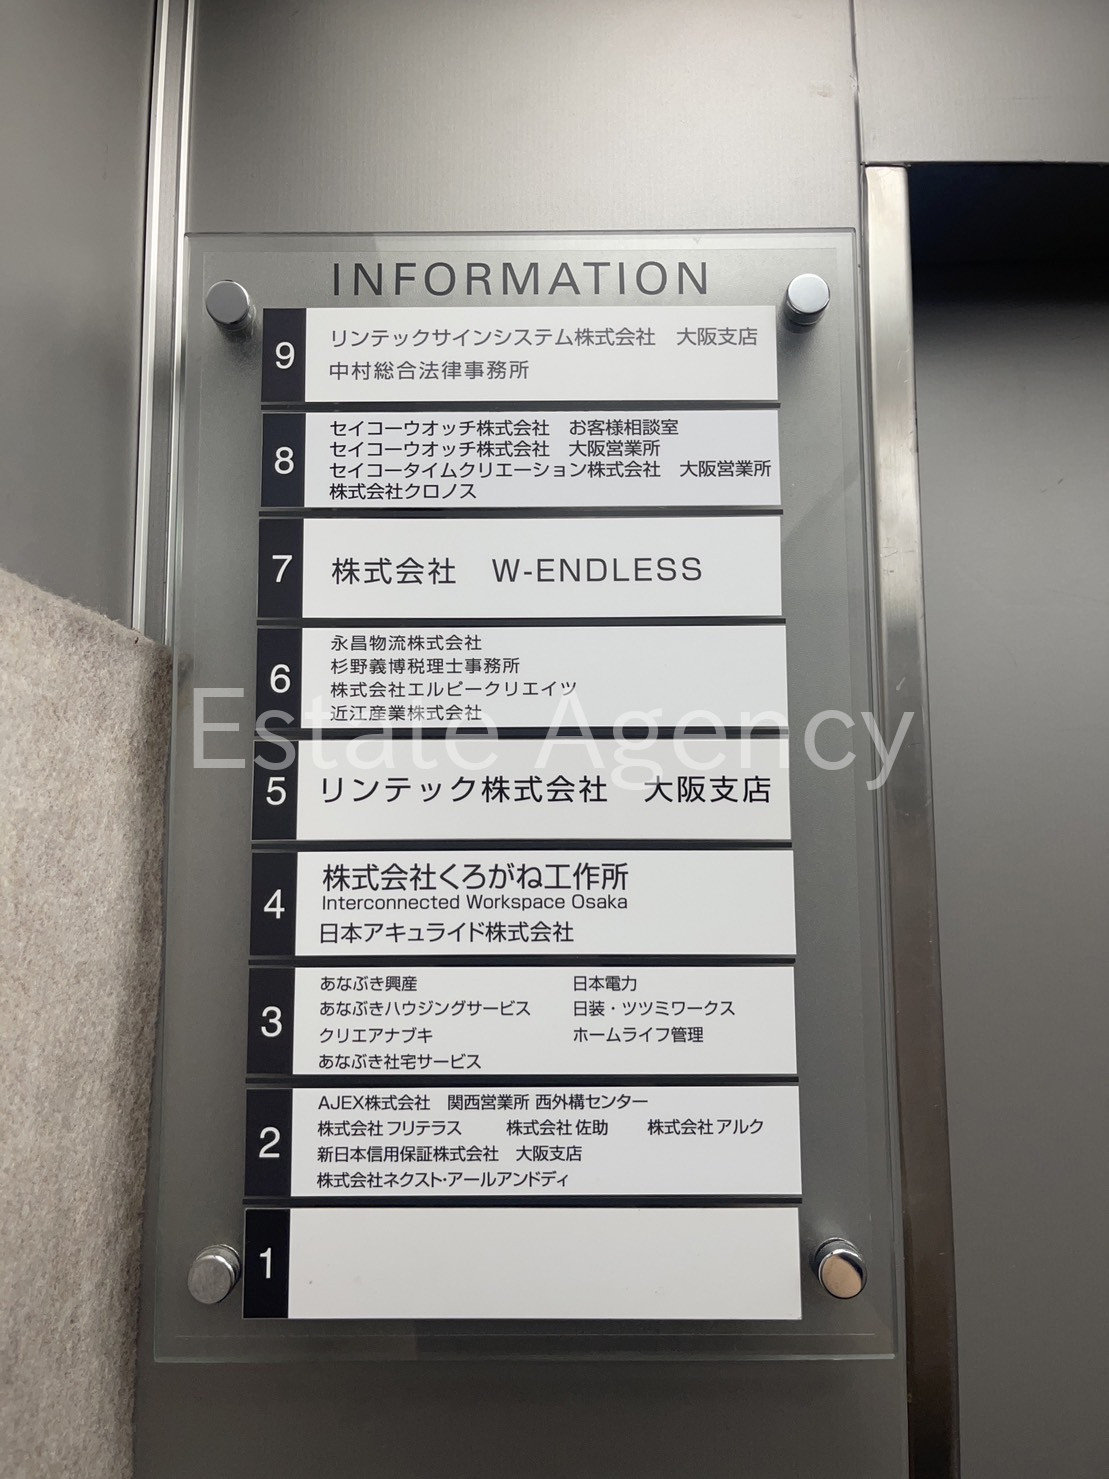 INFORMATION
9
リンテックサインシステム株式会社　大阪支店
中村総合法律事務所
8
セイコーウオッチ株式会社　お客様相談室
セイコーウオッチ株式会社　大阪営業所
セイコータイムクリエーション株式会社　大阪営業所
株式会社クロノス
7
株式会社　W-ENDLESS
6
永昌物流株式会社
杉野義博税理士事務所
株式会社エルピークリエイツ
近江産業株式会社
Estate Agency
5
リンテック株式会社　大阪支店
4
株式会社くろがね工作所
Interconnected Workspace Osaka
日本アキュライド株式会社
3
あなぶき興産　日本電力
あなぶきハウジングサービス　日装・ツツミワークス
クリエアナブキ　ホームライフ管理
あなぶき社宅サービス
2
AJEX株式会社　関西営業所 西外構センター
株式会社フリテラス　株式会社 佐助　株式会社 アルク
新日本信用保証株式会社　大阪支店
株式会社ネクスト・アールアンドディ
1